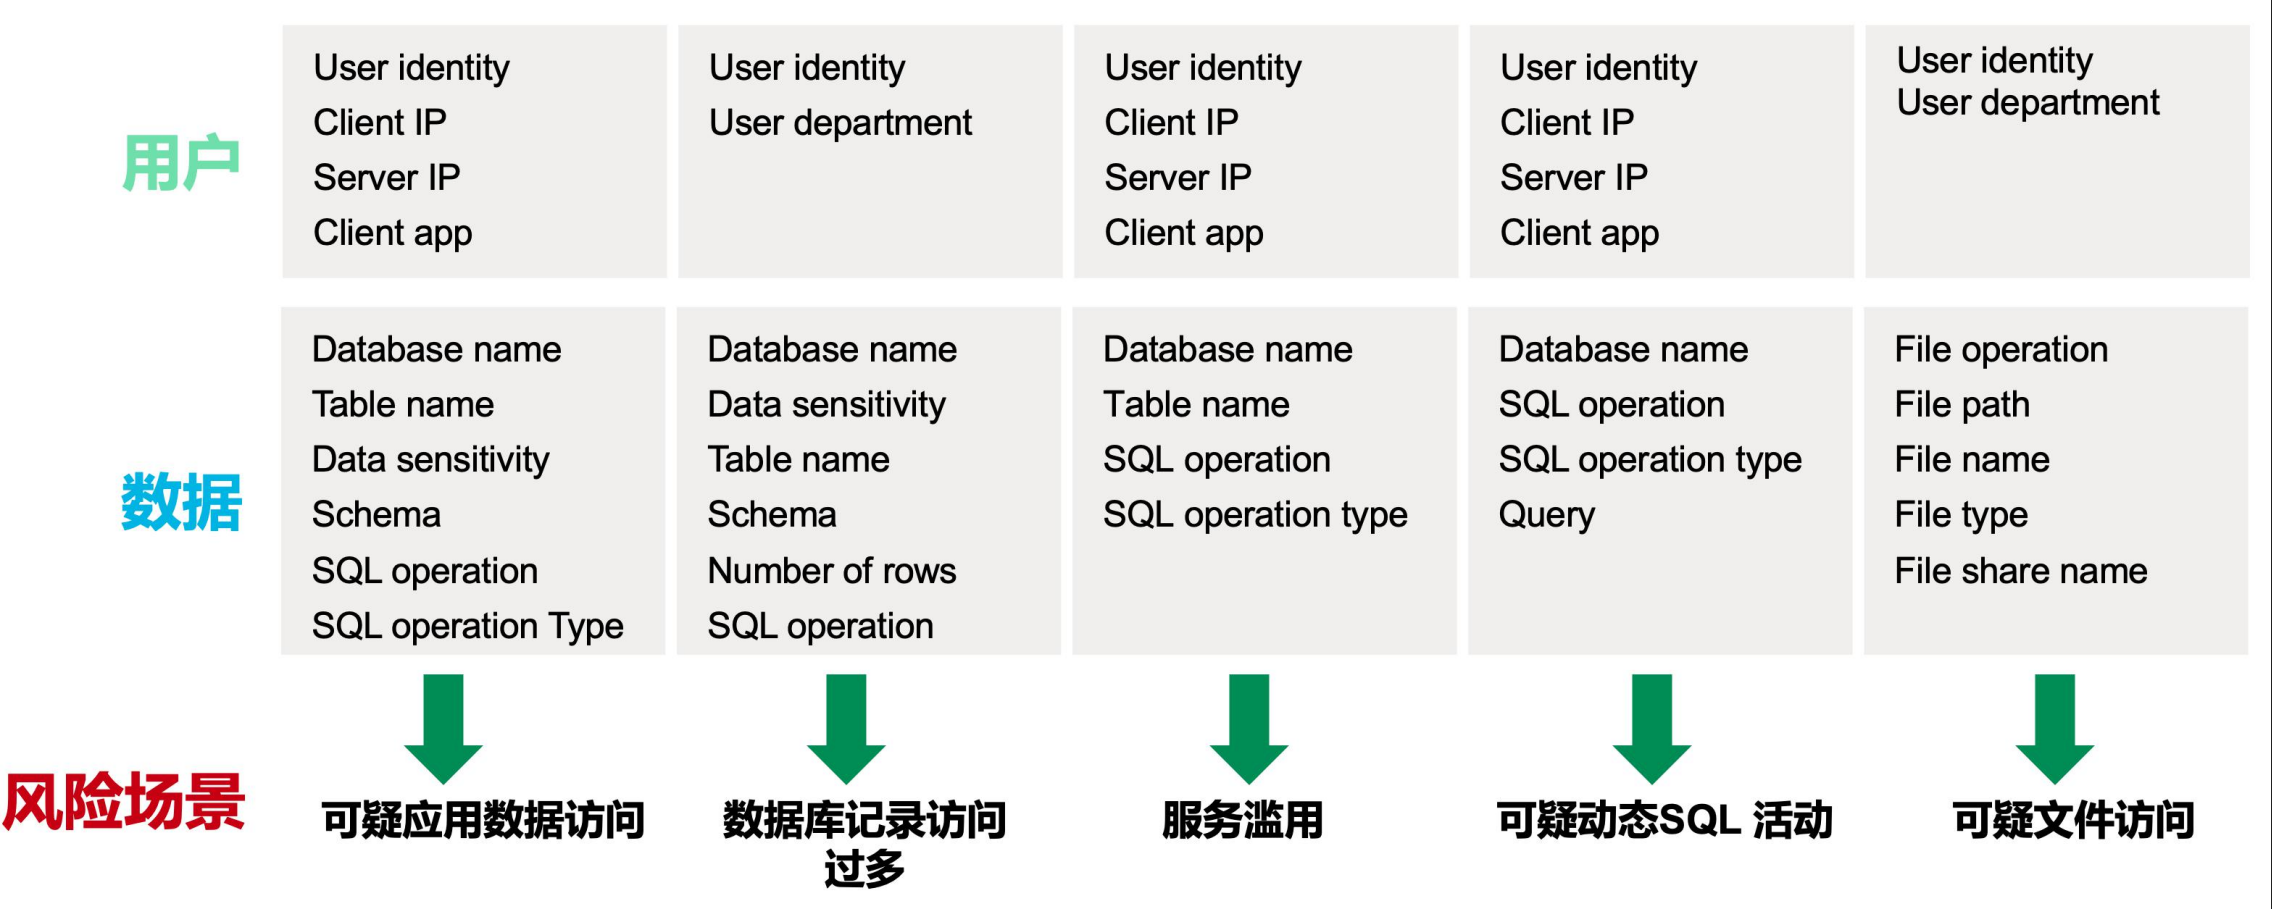 用户
User identity
Client IP
Server IP
Client app
User identity
User department
User identity
Client IP
Server IP
Client app
User identity
Client IP
Server IP
Client app
User identity
User department
数据
Database name
Table name
Data sensitivity
Schema
SQL operation
SQL operation Type
Database name
Data sensitivity
Table name
Schema
Number of rows
SQL operation
Database name
Table name
SQL operation
SQL operation type
Database name
SQL operation
SQL operation type
Query
File operation
File path
File name
File type
File share name
风险场景
可疑应用数据访问
数据库记录访问
过多
服务滥用
可疑动态SQL 活动
可疑文件访问